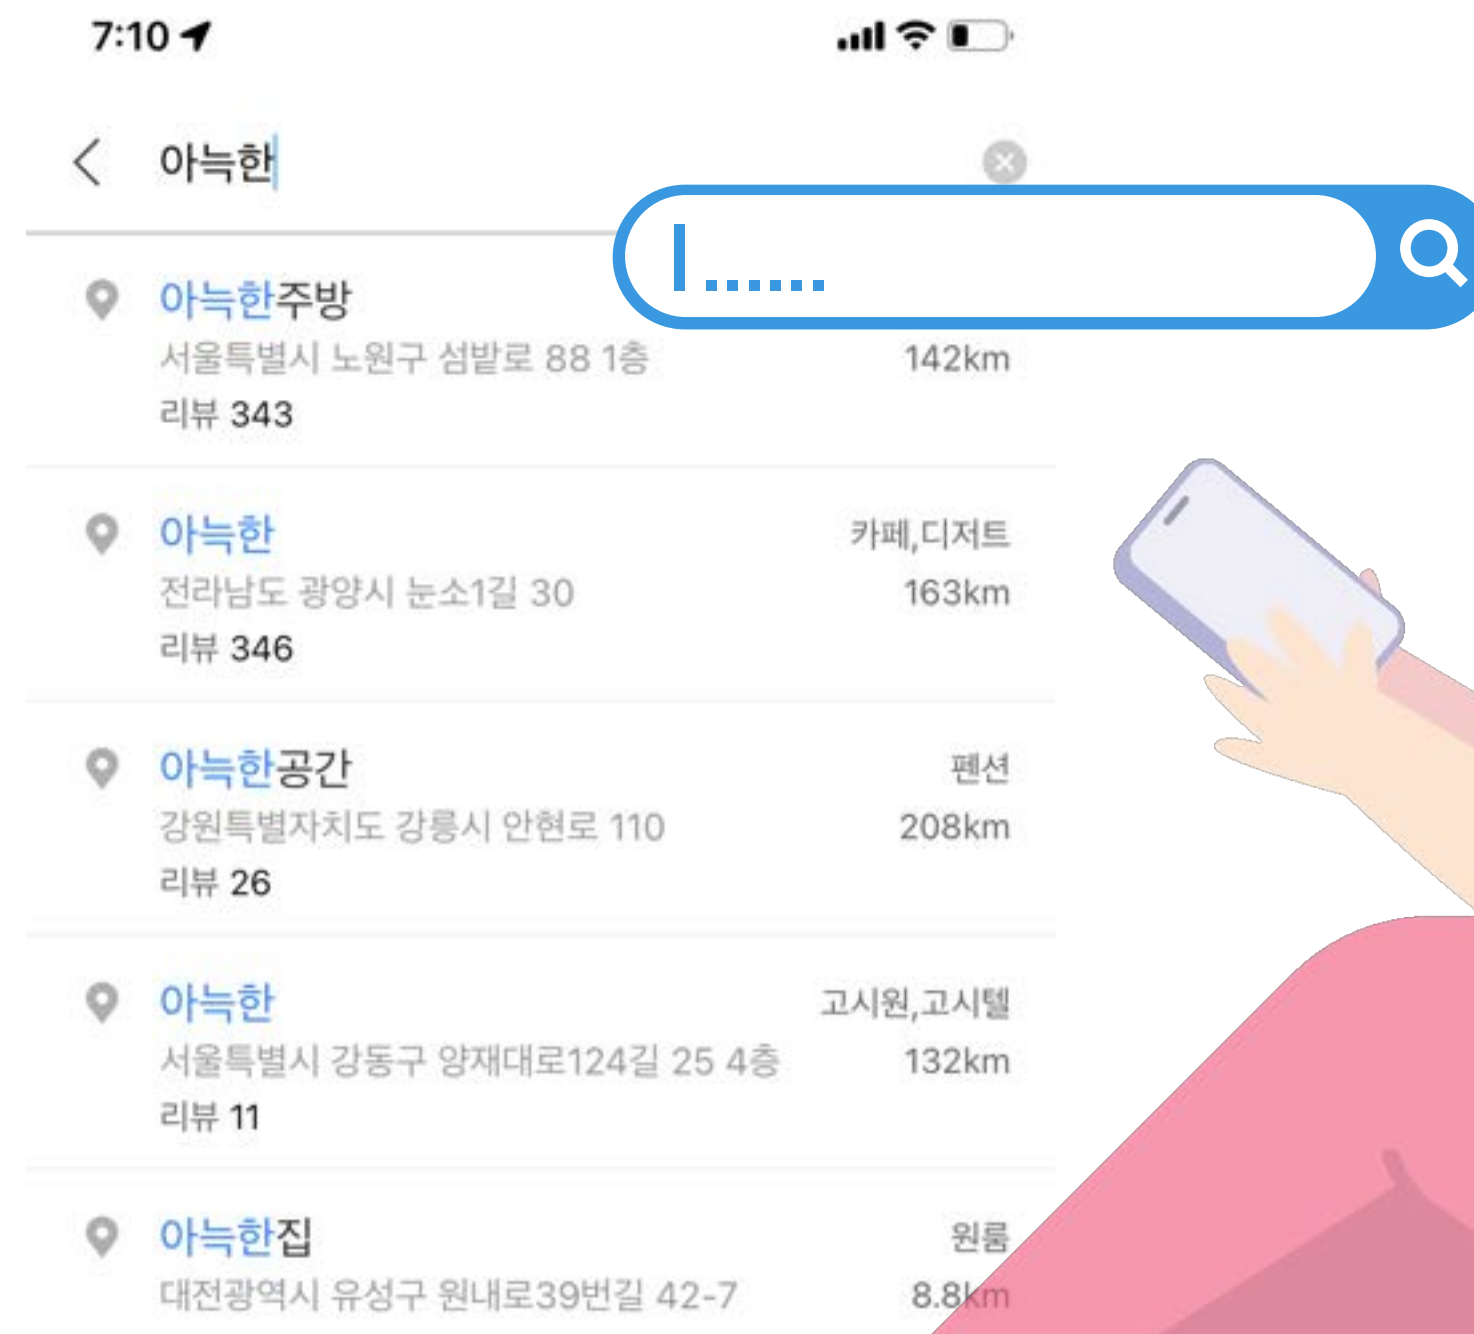 7:10
아늑한
아늑한주방
서울특별시 노원구 섬밭로 88 1층 142km
리뷰 343
아늑한 카페,디저트
전라남도 광양시 눈소1길 30 163km
리뷰 346
아늑한공간 펜션
강원특별자치도 강릉시 안현로 110 208km
리뷰 26
아늑한 고시원,고시텔
서울특별시 강동구 양재대로124길 25 4층 132km
리뷰 11
아늑한집 원룸
대전광역시 유성구 원내로39번길 42-7 8.8km